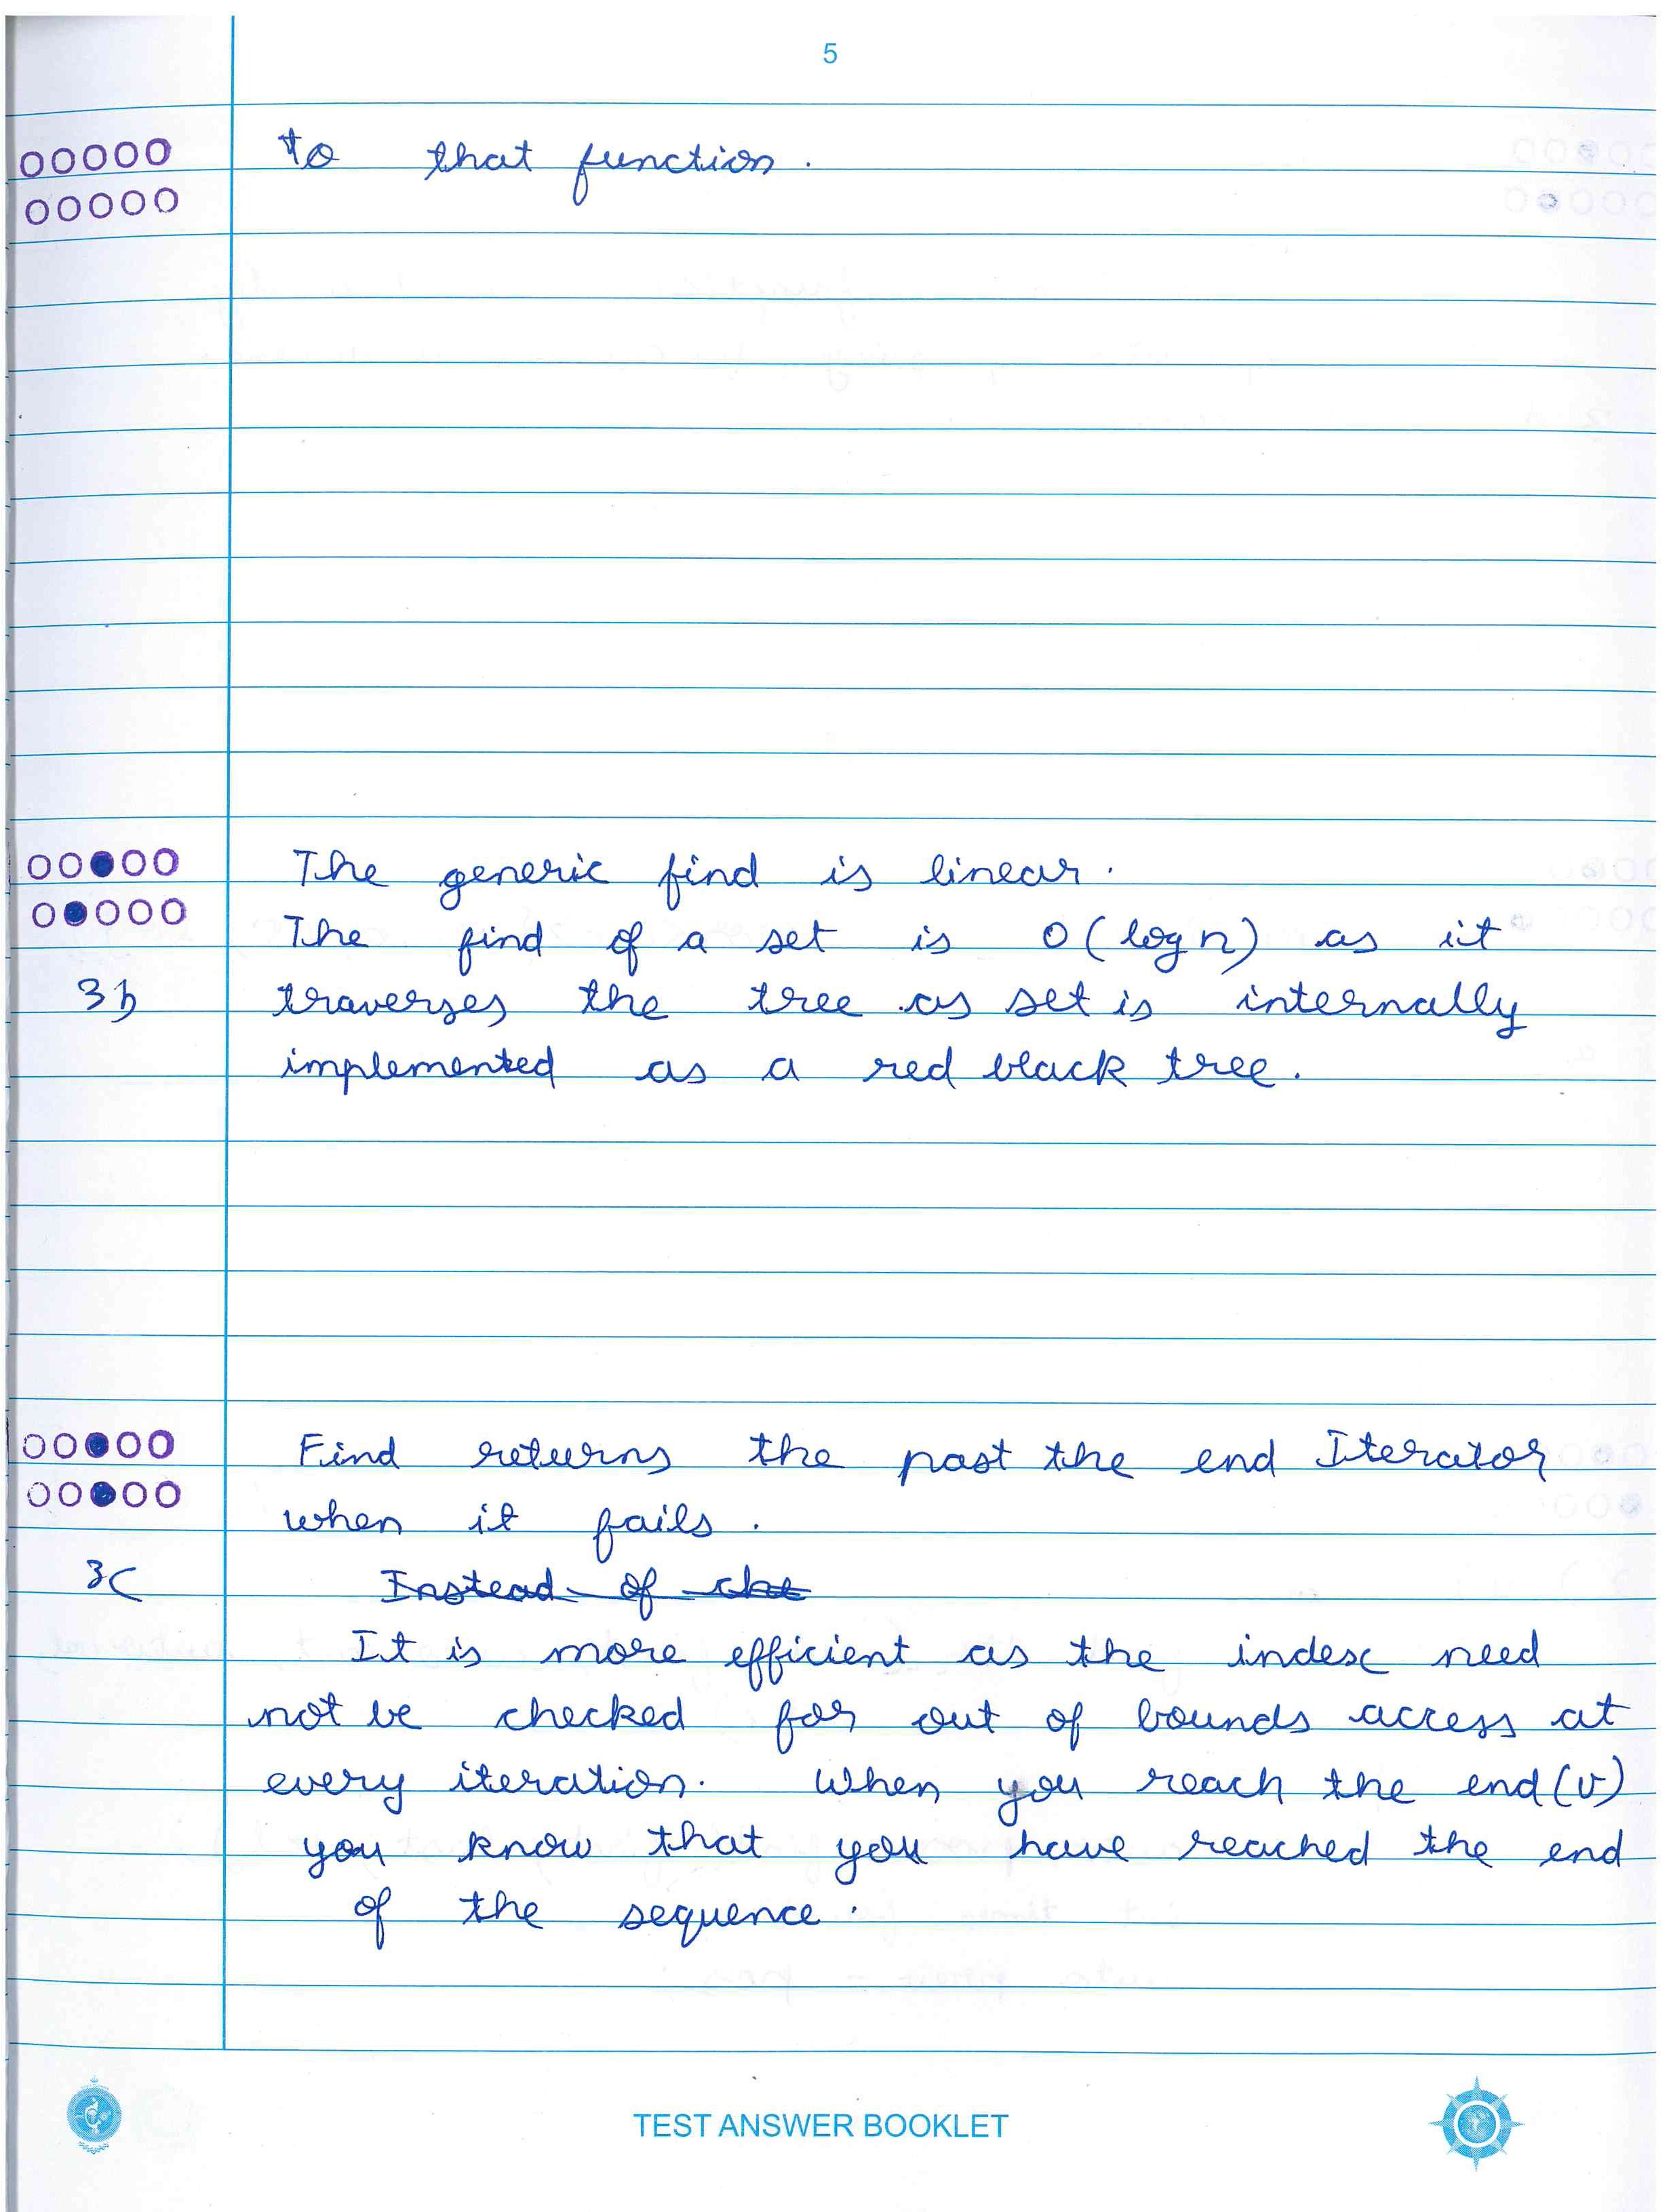 5
to that function.
The generic find is linear.
The find of a set is O(log n) as it
3b traverses the tree as set is internally
implemented as a red black tree.
Find returns the past the end Iterator
when it fails.
3c Instead of
It is more efficient as the index need
not be checked for out of bounds access at
every iteration. When you reach the end(v)
you know that you have reached the end
of the sequence.
TEST ANSWER BOOKLET